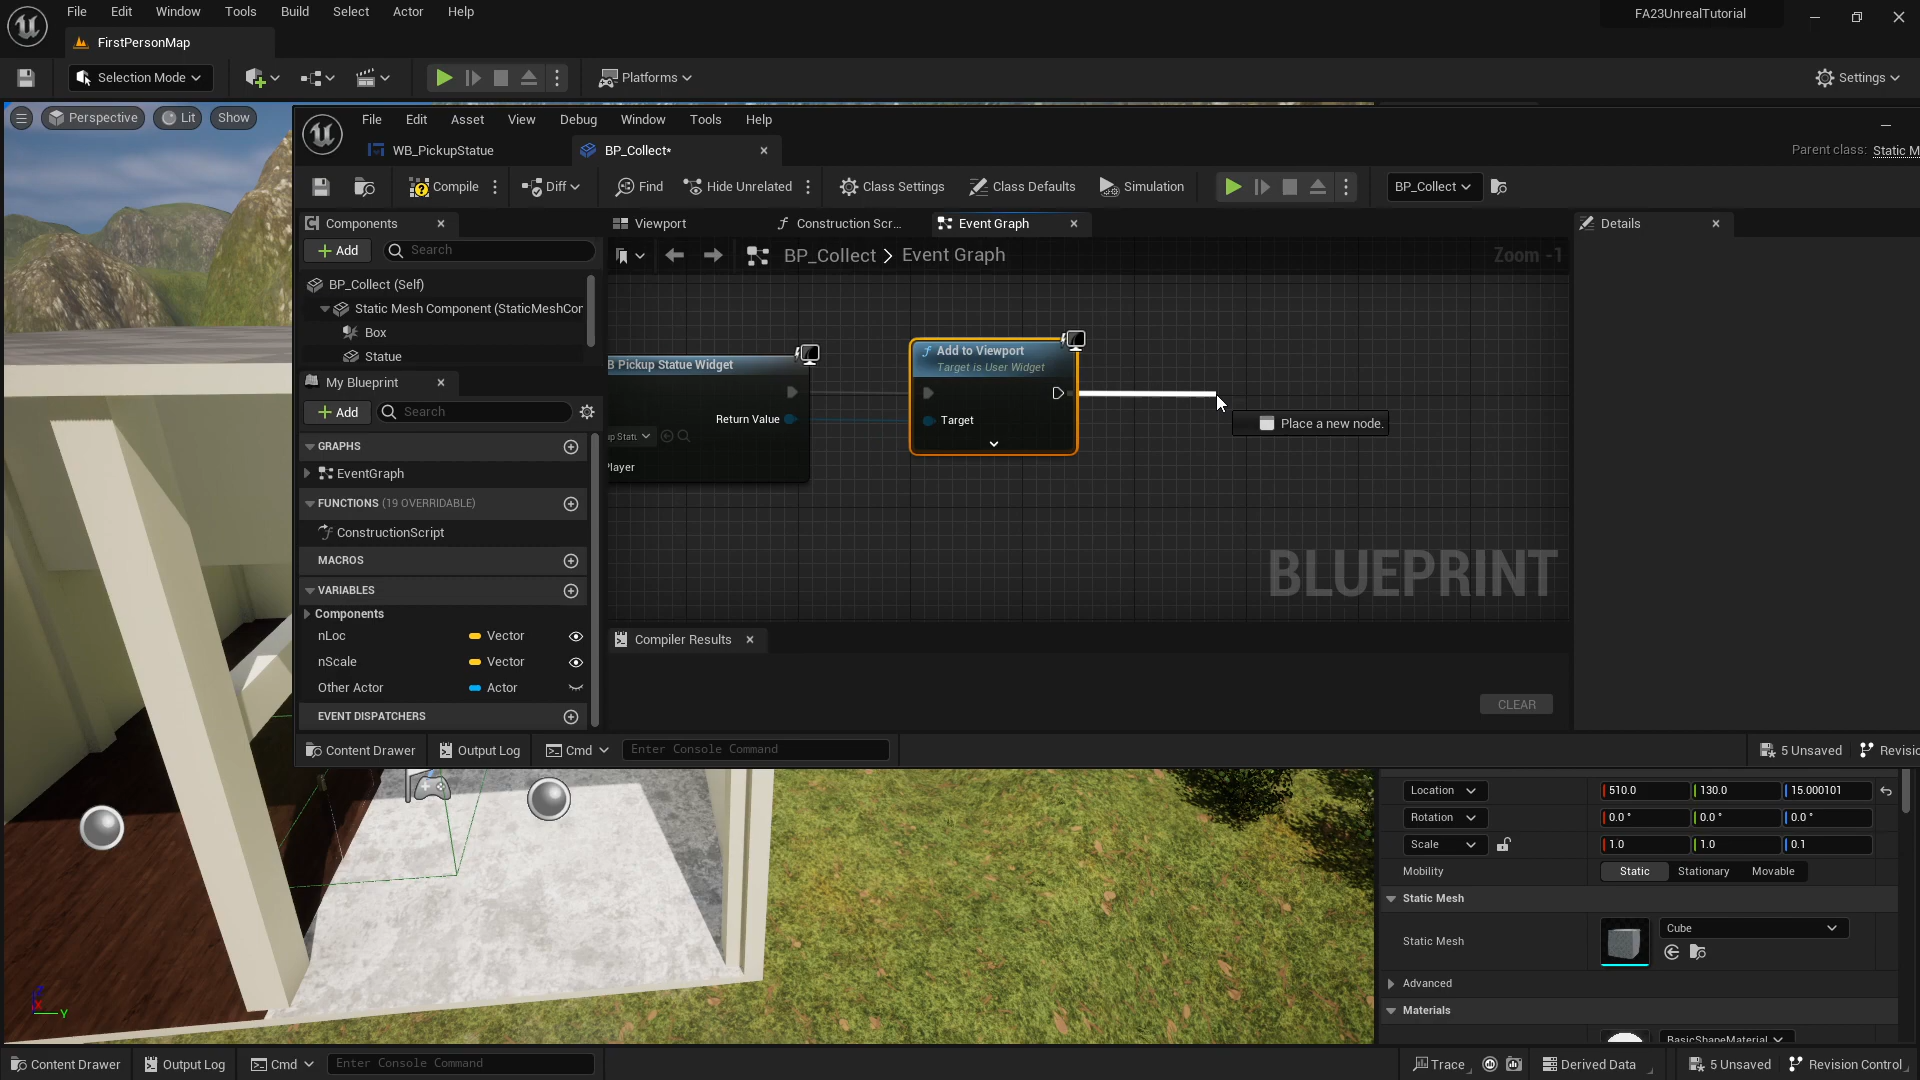 File Edit Window Tools Build Select Actor Help
FA23UnrealTutorial
FirstPersonMap
Selection Mode
Platforms
Settings
Perspective Lit Show
File Edit Asset View Debug Window Tools Help
WB_PickupStatue
BP_Collect*
Parent class: Static M
Compile Diff Find Hide Unrelated Class Settings Class Defaults Simulation
BP_Collect
Components
Viewport
Construction Scr...
Event Graph
Details
Add
Search
BP_Collect > Event Graph
Zoom -1
BP_Collect (Self)
Static Mesh Component (StaticMeshCor
Box
Statue
B Pickup Statue Widget
Return Value
up Statu
Player
Add to Viewport
Target is User Widget
Target
Place a new node.
BLUEPRINT
My Blueprint
Add
Search
GRAPHS
EventGraph
FUNCTIONS (19 OVERRIDABLE)
ConstructionScript
MACROS
VARIABLES
Components
nLoc Vector
nScale Vector
Other Actor Actor
EVENT DISPATCHERS
Compiler Results
CLEAR
Content Drawer Output Log Cmd Enter Console Command
5 Unsaved
Revisio
Location 510.0 130.0 15.000101
Rotation 0.0 ° 0.0 ° 0.0 °
Scale 1.0 1.0 0.1
Mobility Static Stationary Movable
Static Mesh
Static Mesh Cube
Advanced
Materials
BasicShapeMaterial
X
Y
Content Drawer Output Log Cmd Enter Console Command
Trace
Derived Data
5 Unsaved
Revision Control